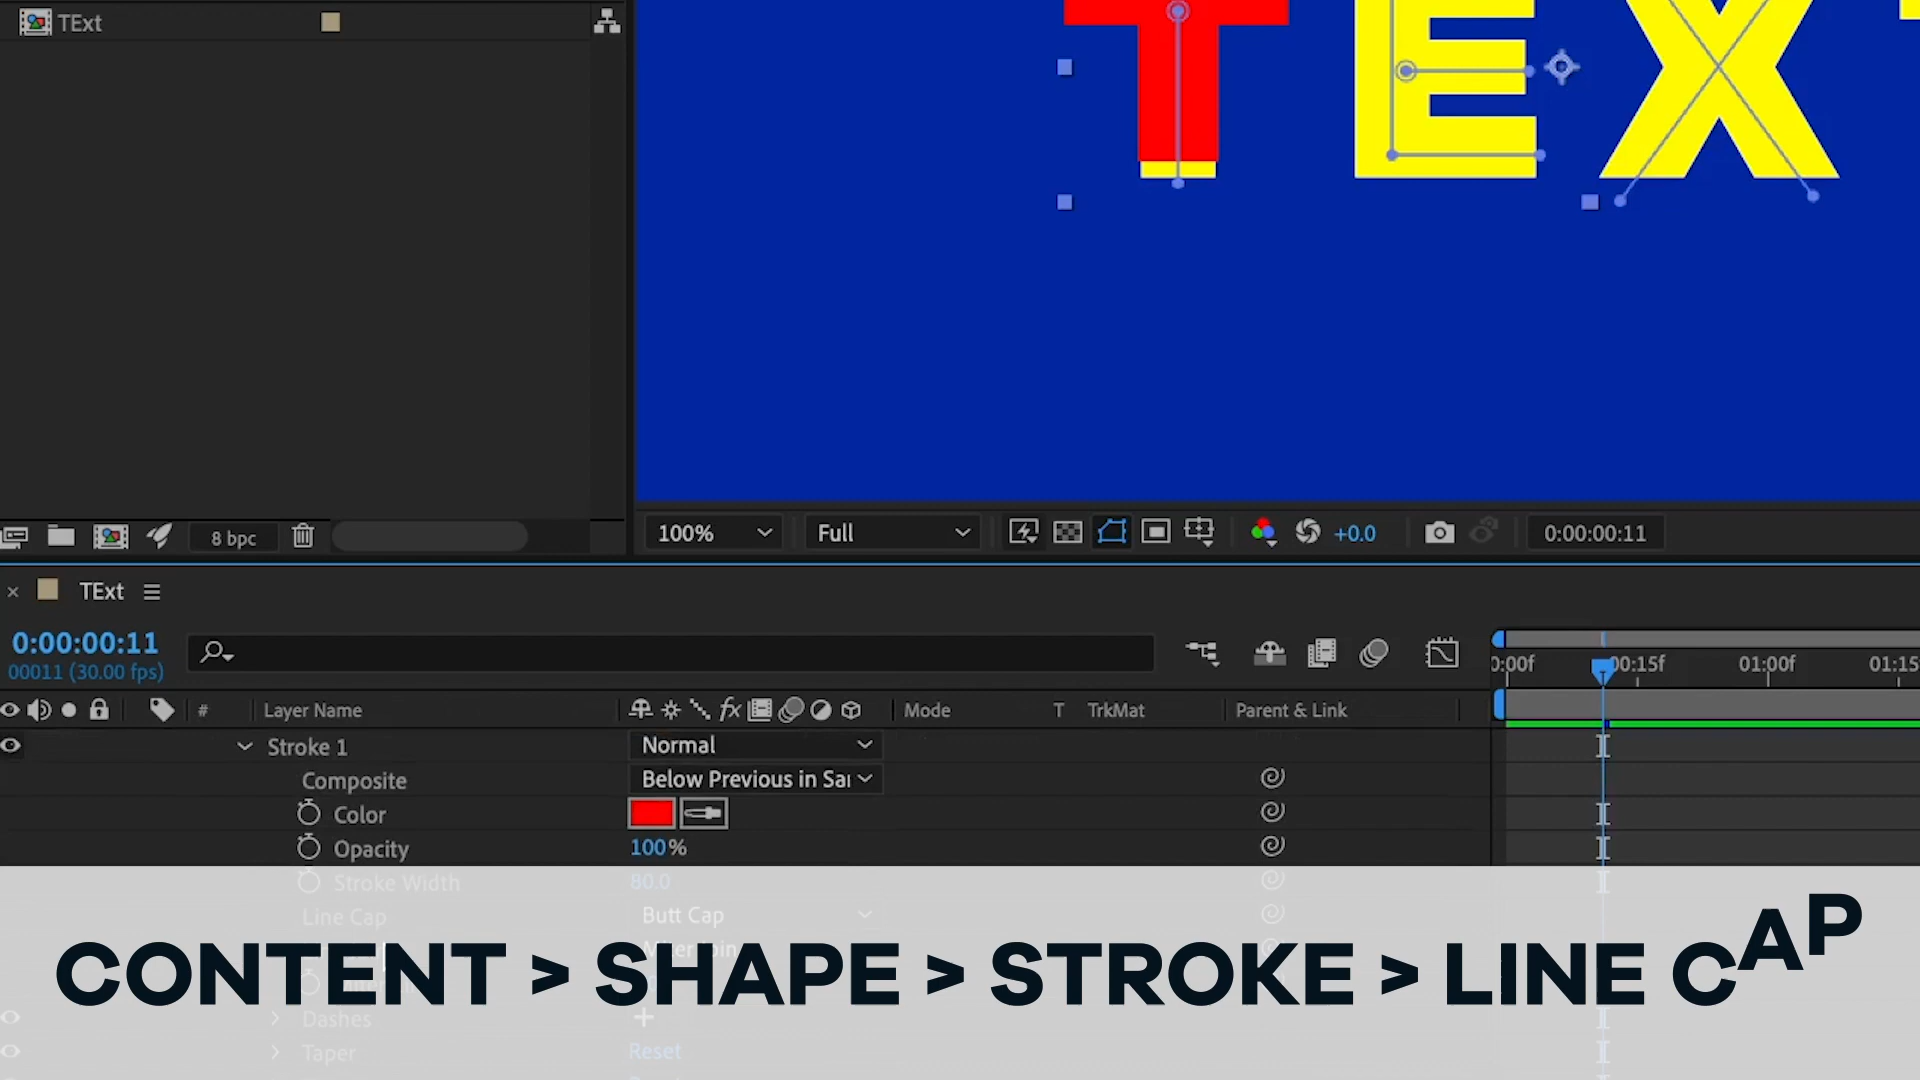 TExt
TEX
100%
Full
+0.0
0:00:00:11
8 bpc
TExt
0:00:00:11
00011 (30.00 fps)
0:00f
00:15f
01:00f
01:15
#
Layer Name
fx
Mode
T
TrkMat
Parent & Link
Stroke 1
Normal
Composite
Below Previous in Sa
Color
Opacity
100%
Stroke Width
80.0
Line Cap
Butt Cap
CONTENT > SHAPE > STROKE > LINE CAP
Dashes
+
Taper
Reset